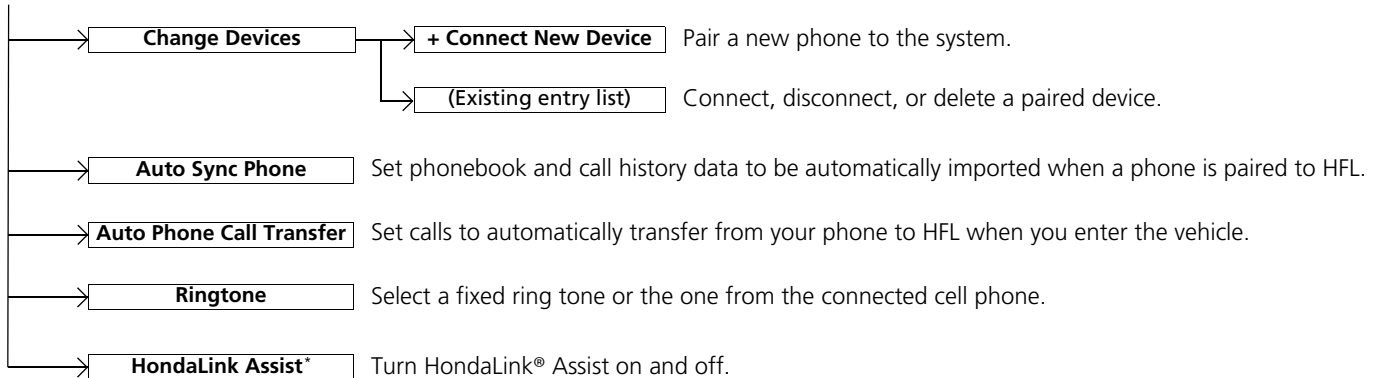 Change Devices + Connect New Device Pair a new phone to the system.
(Existing entry list) Connect, disconnect, or delete a paired device.
Auto Sync Phone Set phonebook and call history data to be automatically imported when a phone is paired to HFL.
Auto Phone Call Transfer Set calls to automatically transfer from your phone to HFL when you enter the vehicle.
Ringtone Select a fixed ring tone or the one from the connected cell phone.
HondaLink Assist* Turn HondaLink® Assist on and off.